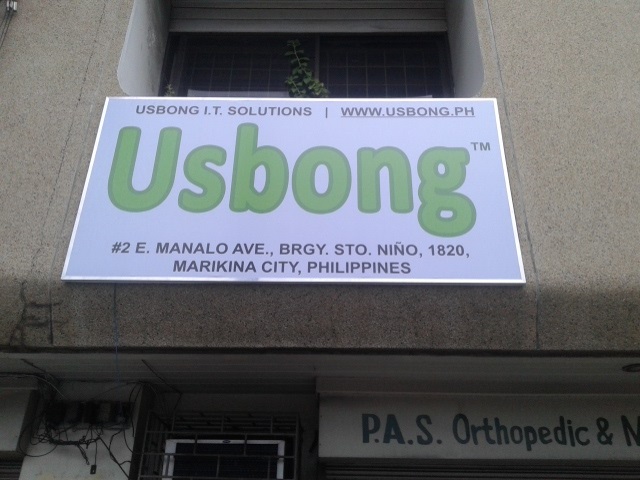 USBONG I.T. SOLUTIONS | WWW.USBONG.PH
Usbong™
#2 E. MANALO AVE., BRGY. STO. NIÑO, 1820,
MARIKINA CITY, PHILIPPINES
P.A.S. Orthopedic &